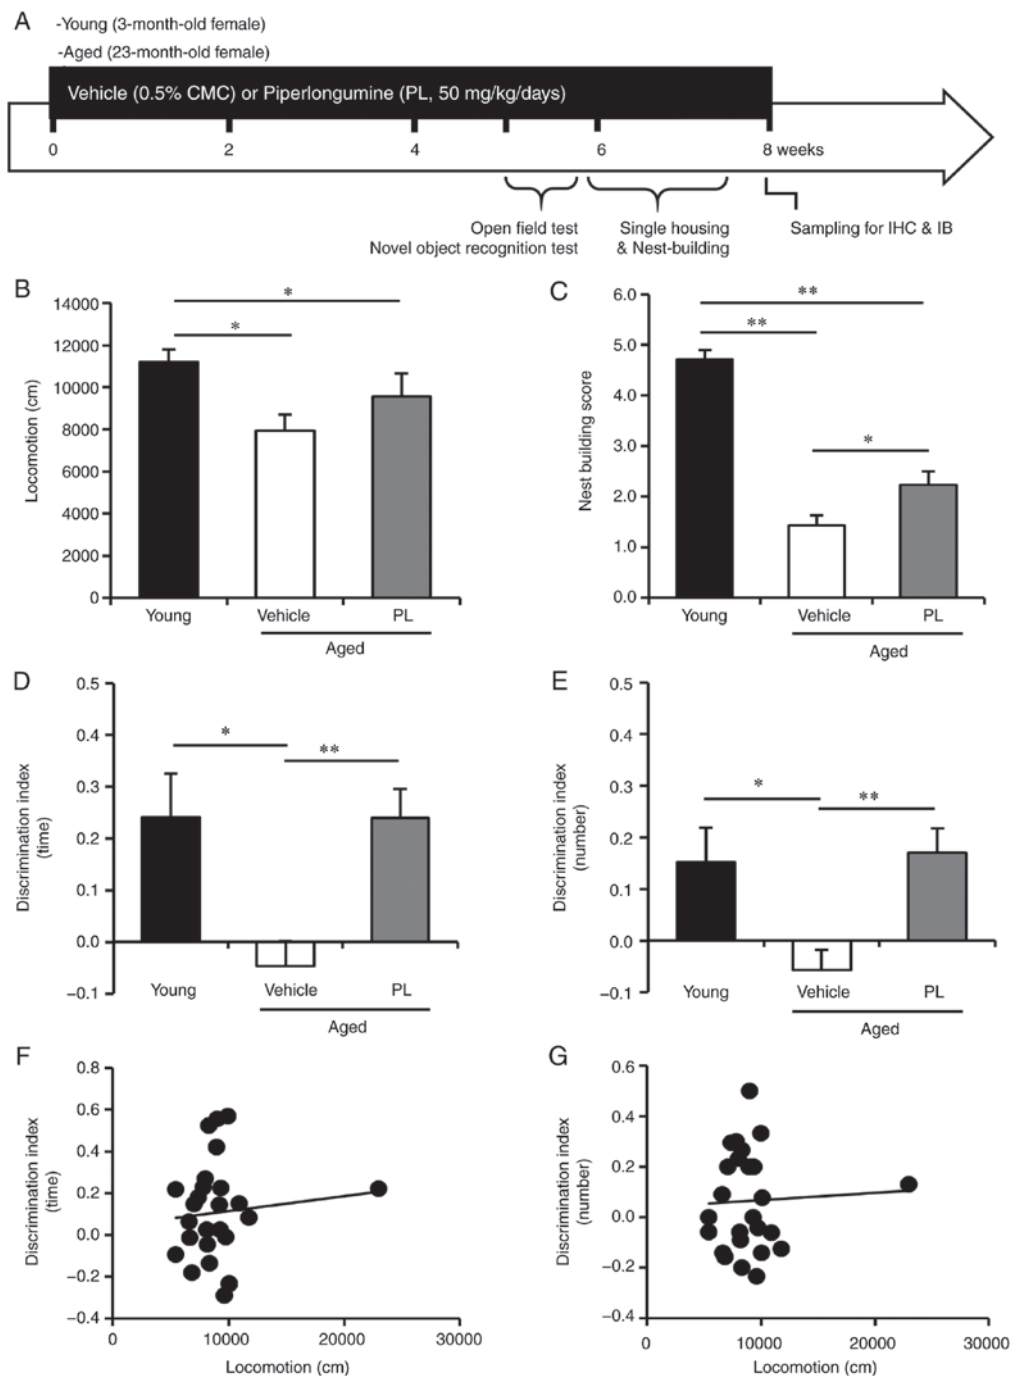 A
-Young (3-month-old female)
-Aged (23-month-old female)
Vehicle (0.5% CMC) or Piperlongumine (PL, 50 mg/kg/days)
0 2 4 6 8 weeks
Open field test
Novel object recognition test
Single housing
& Nest-building
Sampling for IHC & IB
B
Locomotion (cm)
14000
12000
10000
8000
6000
4000
2000
0
*
*
Young Vehicle PL
Aged
C
Nest building score
6.0
5.0
4.0
3.0
2.0
1.0
0.0
**
**
*
Young Vehicle PL
Aged
D
Discrimination index
(time)
0.5
0.4
0.3
0.2
0.1
0.0
−0.1
*
**
Young Vehicle PL
Aged
E
Discrimination index
(number)
0.5
0.4
0.3
0.2
0.1
0.0
−0.1
*
**
Young Vehicle PL
Aged
F
Discrimination index
(time)
0.8
0.6
0.4
0.2
0.0
−0.2
−0.4
0 10000 20000 30000
Locomotion (cm)
G
Discrimination index
(number)
0.6
0.4
0.2
0.0
−0.2
−0.4
0 10000 20000 30000
Locomotion (cm)